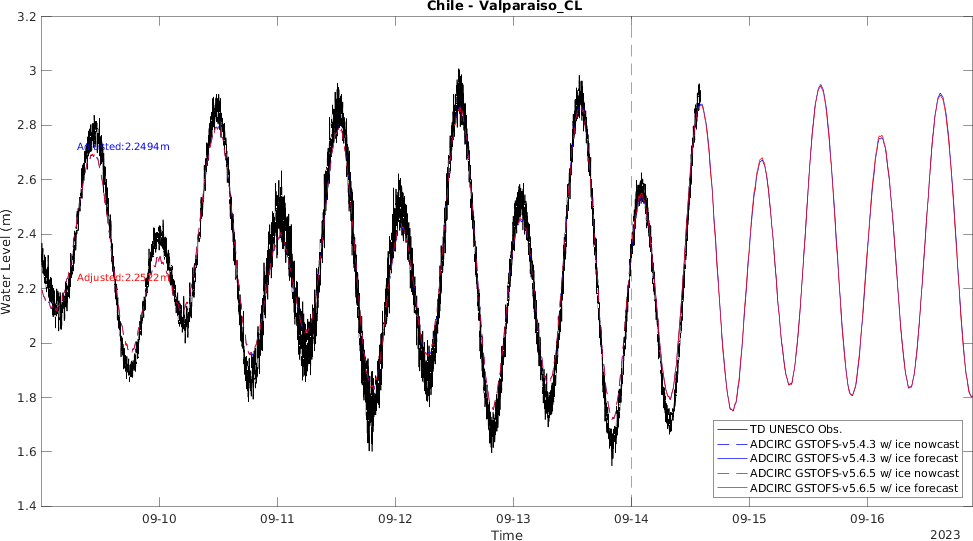 Chile - Valparaiso_CL
3.2
3
2.8
2.6
2.4
2.2
2
1.8
1.6
1.4
Water Level (m)
Adjusted:2.2494m
Adjusted:2.2522m
TD UNESCO Obs.
ADCIRC GSTOFS-v5.4.3 w/ ice nowcast
ADCIRC GSTOFS-v5.4.3 w/ ice forecast
ADCIRC GSTOFS-v5.6.5 w/ ice nowcast
ADCIRC GSTOFS-v5.6.5 w/ ice forecast
09-10 09-11 09-12 09-13 09-14 09-15 09-16
Time
2023